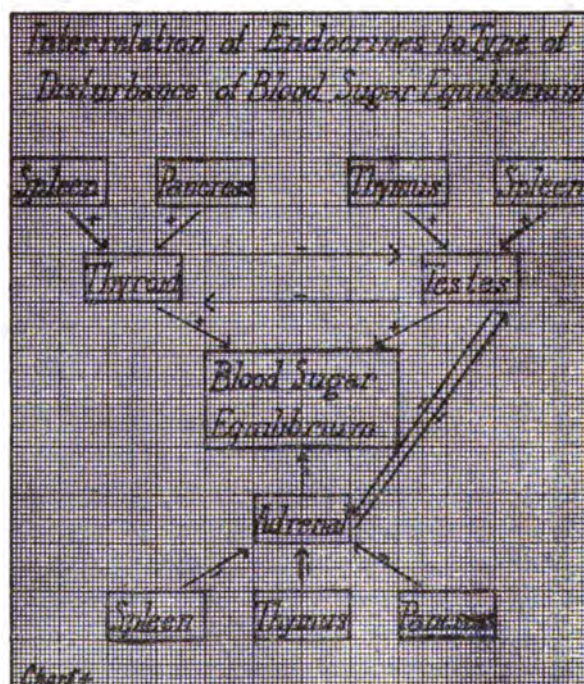 Interrelation of Endocrines to Type of
Disturbance of Blood Sugar Equilibrium
Spleen
Pancreas
Thymus
Spleen
+
+
+
+
Thyroid
-
Testes
-
+
+
Blood Sugar
Equilibrium
Adrenal
Spleen
Thymus
Pancreas
Chart